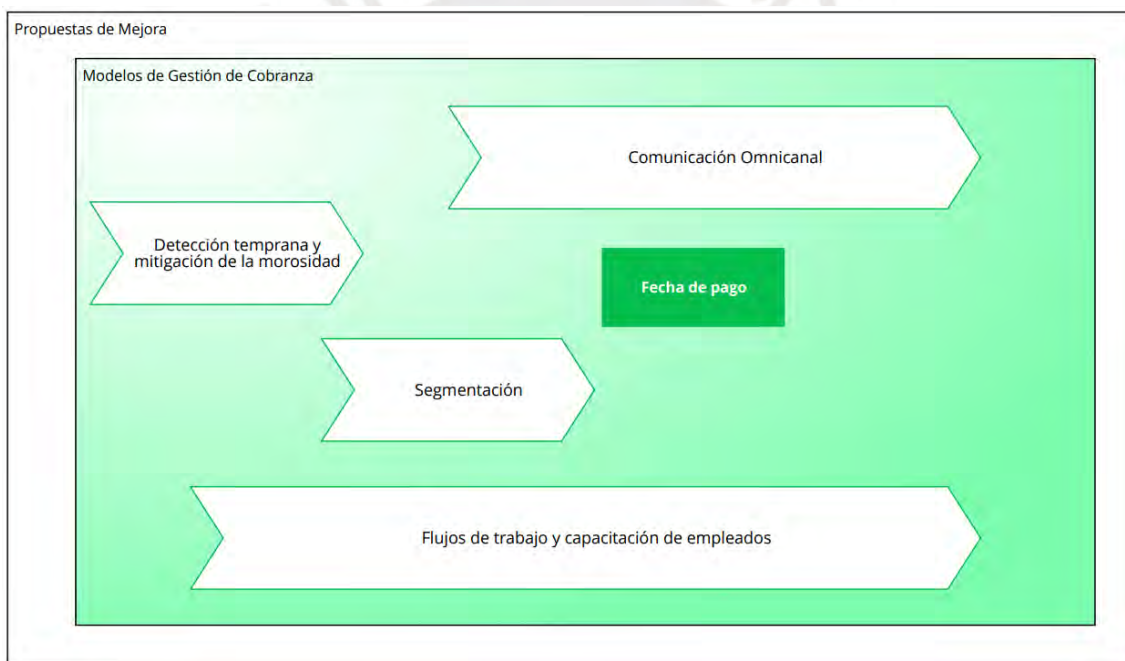 Propuestas de Mejora
Modelos de Gestión de Cobranza
Comunicación Omnicanal
Detección temprana y
mitigación de la morosidad
Fecha de pago
Segmentación
Flujos de trabajo y capacitación de empleados